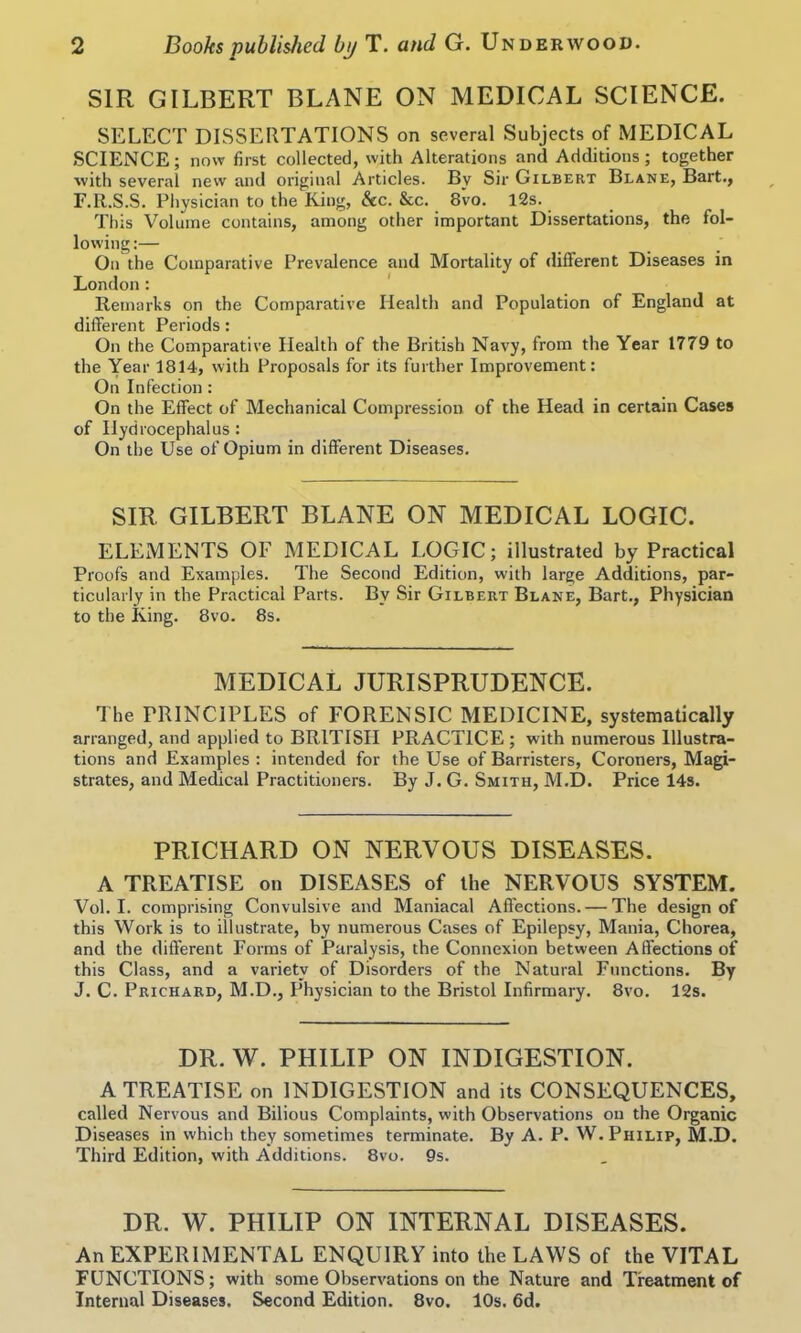 2 Books published by T. and G. UNDERWOOD.
SIR GILBERT BLANE ON MEDICAL SCIENCE.
SELECT DISSERTATIONS on several Subjects of MEDICAL
SCIENCE; now first collected, with Alterations and Additions; together
with several new and original Articles. By Sir GILBERT BLANE, Bart.,
F.R.S.S. Physician to the King, &c. &c. 8vo. 12s.
This Volume contains, among other important Dissertations, the fol-
lowing:—
On the Comparative Prevalence and Mortality of different Diseases in
London:
Remarks on the Comparative Health and Population of England at
different Periods:
On the Comparative Health of the British Navy, from the Year 1779 to
the Year 1814, with Proposals for its further Improvement:
On Infection:
On the Effect of Mechanical Compression of the Head in certain Cases
of Hydrocephalus:
On the Use of Opium in different Diseases.
SIR GILBERT BLANE ON MEDICAL LOGIC.
ELEMENTS OF MEDICAL LOGIC; illustrated by Practical
Proofs and Examples. The Second Edition, with large Additions, par-
ticularly in the Practical Parts. By Sir GILBERT BLANE, Bart., Physician
to the King. 8vo. 8s.
MEDICAL JURISPRUDENCE.
The PRINCIPLES of FORENSIC MEDICINE, systematically
arranged, and applied to BRITISH PRACTICE; with numerous Illustra-
tions and Examples: intended for the Use of Barristers, Coroners, Magi-
strates, and Medical Practitioners. By J. G. SMITH, M.D. Price 14s.
PRICHARD ON NERVOUS DISEASES.
A TREATISE on DISEASES of the NERVOUS SYSTEM.
Vol. I. comprising Convulsive and Maniacal Affections.—The design of
this Work is to illustrate, by numerous Cases of Epilepsy, Mania, Chorea,
and the different Forms of Paralysis, the Connexion between Affections of
this Class, and a variety of Disorders of the Natural Functions. By
J. C. PRICHARD, M.D., Physician to the Bristol Infirmary. 8vo. 12s.
DR. W. PHILIP ON INDIGESTION.
A TREATISE on INDIGESTION and its CONSEQUENCES,
called Nervous and Bilious Complaints, with Observations on the Organic
Diseases in which they sometimes terminate. By A. P. W. PHILIP, M.D.
Third Edition, with Additions. 8vo. 9s.
DR. W. PHILIP ON INTERNAL DISEASES.
An EXPERIMENTAL ENQUIRY into the LAWS of the VITAL
FUNCTIONS; with some Observations on the Nature and Treatment of
Internal Diseases. Second Edition. 8vo. 10s. 6d.